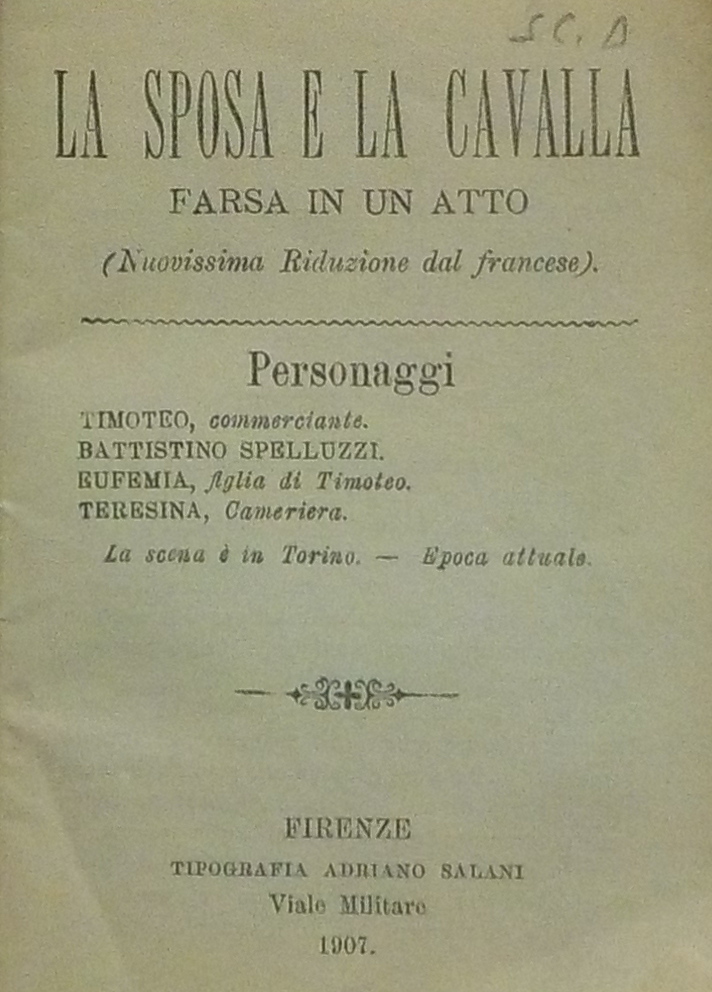 SC. A
LA SPOSA E LA CAVALLA
FARSA IN UN ATTO
(Nuovissima Riduzione dal francese).
Personaggi
TIMOTEO, commerciante.
BATTISTINO SPELLUZZI.
EUFEMIA, figlia di Timoteo.
TERESINA, Cameriera.
La scena è in Torino. — Epoca attuale.
FIRENZE
TIPOGRAFIA ADRIANO SALANI
Viale Militare
1907.